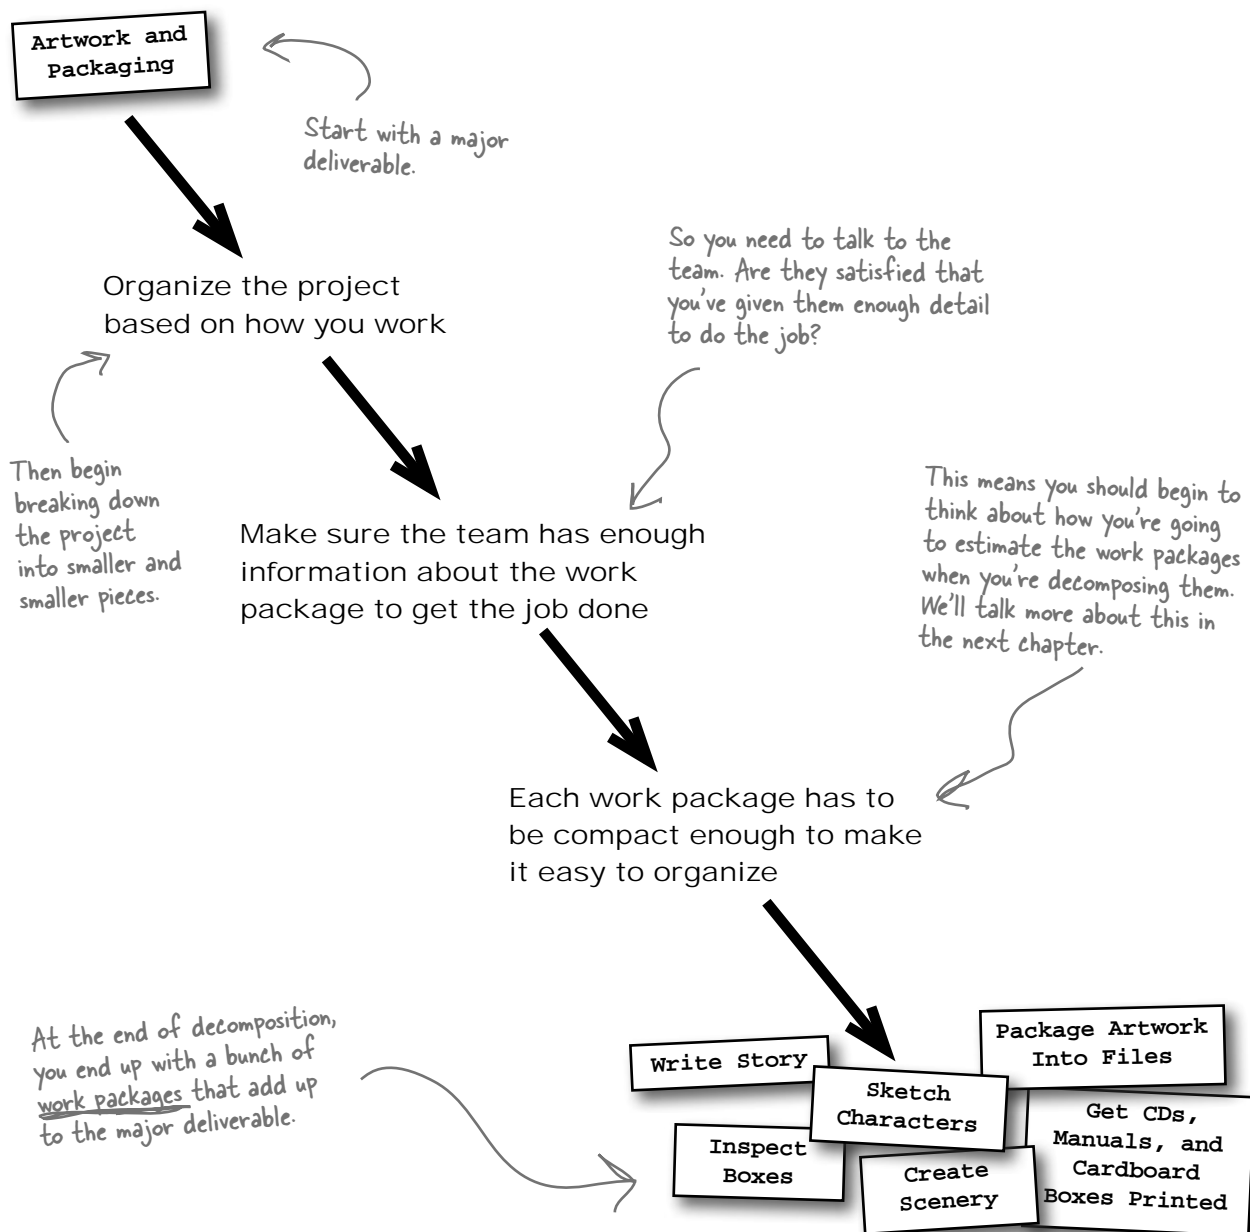 Artwork and
Packaging
Start with a major
deliverable.
Organize the project
based on how you work
So you need to talk to the
team. Are they satisfied that
you've given them enough detail
to do the job?
Then begin
breaking down
the project
into smaller and
smaller pieces.
Make sure the team has enough
information about the work
package to get the job done
This means you should begin to
think about how you're going
to estimate the work packages
when you're decomposing them.
We'll talk more about this in
the next chapter.
Each work package has to
be compact enough to make
it easy to organize
At the end of decomposition,
you end up with a bunch of
work packages that add up
to the major deliverable.
Write Story
Sketch
Characters
Package Artwork
Into Files
Inspect
Boxes
Create
Scenery
Get CDs,
Manuals, and
Cardboard
Boxes Printed